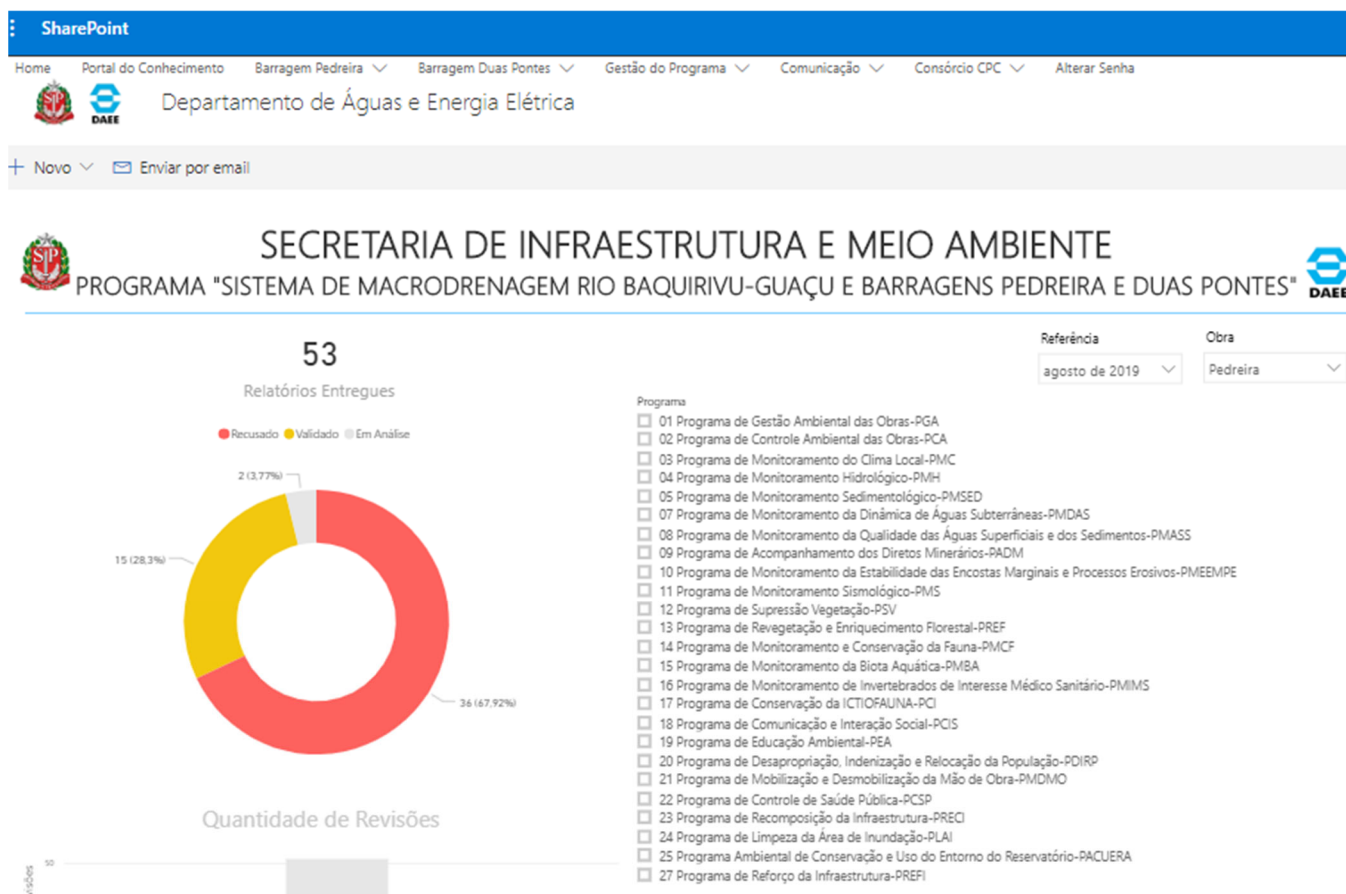 SharePoint
Home Portal do Conhecimento Barragem Pedreira Barragem Duas Pontes Gestão do Programa Comunicação Consórcio CPC Alterar Senha
DAEE
Departamento de Águas e Energia Elétrica
+ Novo Enviar por email
SECRETARIA DE INFRAESTRUTURA E MEIO AMBIENTE
PROGRAMA "SISTEMA DE MACRODRENAGEM RIO BAQUIRIVU-GUAÇU E BARRAGENS PEDREIRA E DUAS PONTES"
DAEE
53
Relatórios Entregues
Recusado Validado Em Análise
2 (3,77%)
15 (28,3%)
36 (67,92%)
Quantidade de Revisões
50
Referência
agosto de 2019
Obra
Pedreira
Programa
01 Programa de Gestão Ambiental das Obras-PGA
02 Programa de Controle Ambiental das Obras-PCA
03 Programa de Monitoramento do Clima Local-PMC
04 Programa de Monitoramento Hidrológico-PMH
05 Programa de Monitoramento Sedimentológico-PMSED
07 Programa de Monitoramento da Dinâmica de Águas Subterrâneas-PMDAS
08 Programa de Monitoramento da Qualidade das Águas Superficiais e dos Sedimentos-PMASS
09 Programa de Acompanhamento dos Diretos Minerários-PADM
10 Programa de Monitoramento da Estabilidade das Encostas Marginais e Processos Erosivos-PMEEMPE
11 Programa de Monitoramento Sismológico-PMS
12 Programa de Supressão Vegetação-PSV
13 Programa de Revegetação e Enriquecimento Florestal-PREF
14 Programa de Monitoramento e Conservação da Fauna-PMCF
15 Programa de Monitoramento da Biota Aquática-PMBA
16 Programa de Monitoramento de Invertebrados de Interesse Médico Sanitário-PMIMS
17 Programa de Conservação da ICTIOFAUNA-PCI
18 Programa de Comunicação e Interação Social-PCIS
19 Programa de Educação Ambiental-PEA
20 Programa de Desapropriação, Indenização e Relocação da População-PDIRP
21 Programa de Mobilização e Desmobilização da Mão de Obra-PMDMO
22 Programa de Controle de Saúde Pública-PCSP
23 Programa de Recomposição da Infraestrutura-PRECI
24 Programa de Limpeza da Área de Inundação-PLAI
25 Programa Ambiental de Conservação e Uso do Entorno do Reservatório-PACUERA
27 Programa de Reforço da Infraestrutura-PREFI